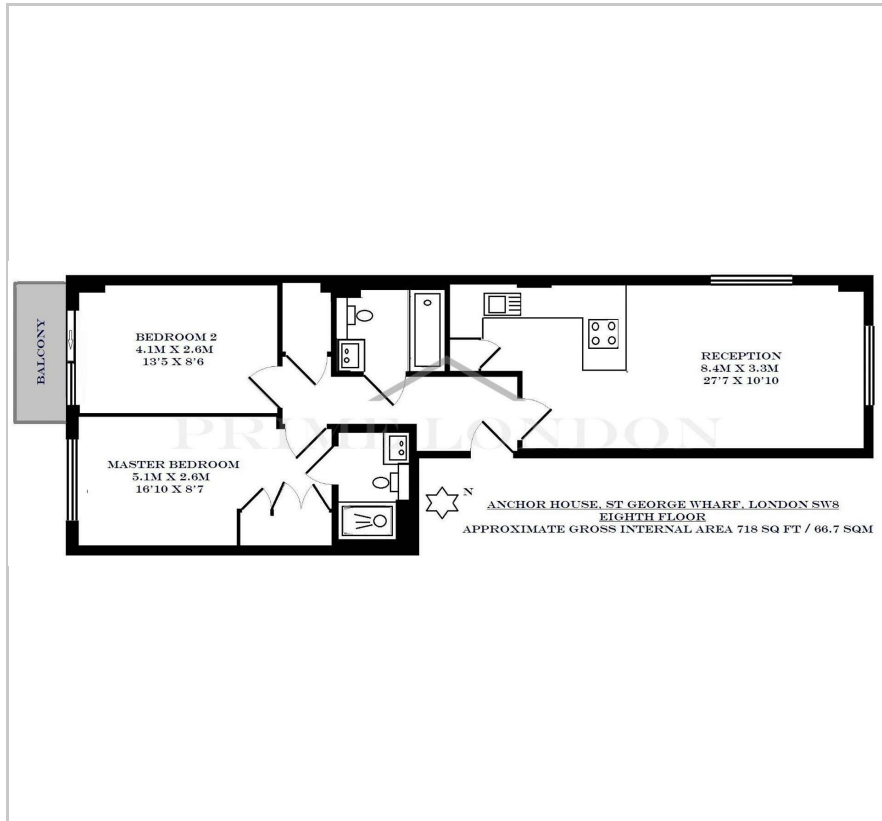 BALCONY
BEDROOM 2
4.1M X 2.6M
13'5 X 8'6
RECEPTION
8.4M X 3.3M
27'7 X 10'10
PRIME LONDON
MASTER BEDROOM
5.1M X 2.6M
16'10 X 8'7
N
ANCHOR HOUSE, ST GEORGE WHARF, LONDON SW8
EIGHTH FLOOR
APPROXIMATE GROSS INTERNAL AREA 718 SQ FT / 66.7 SQM